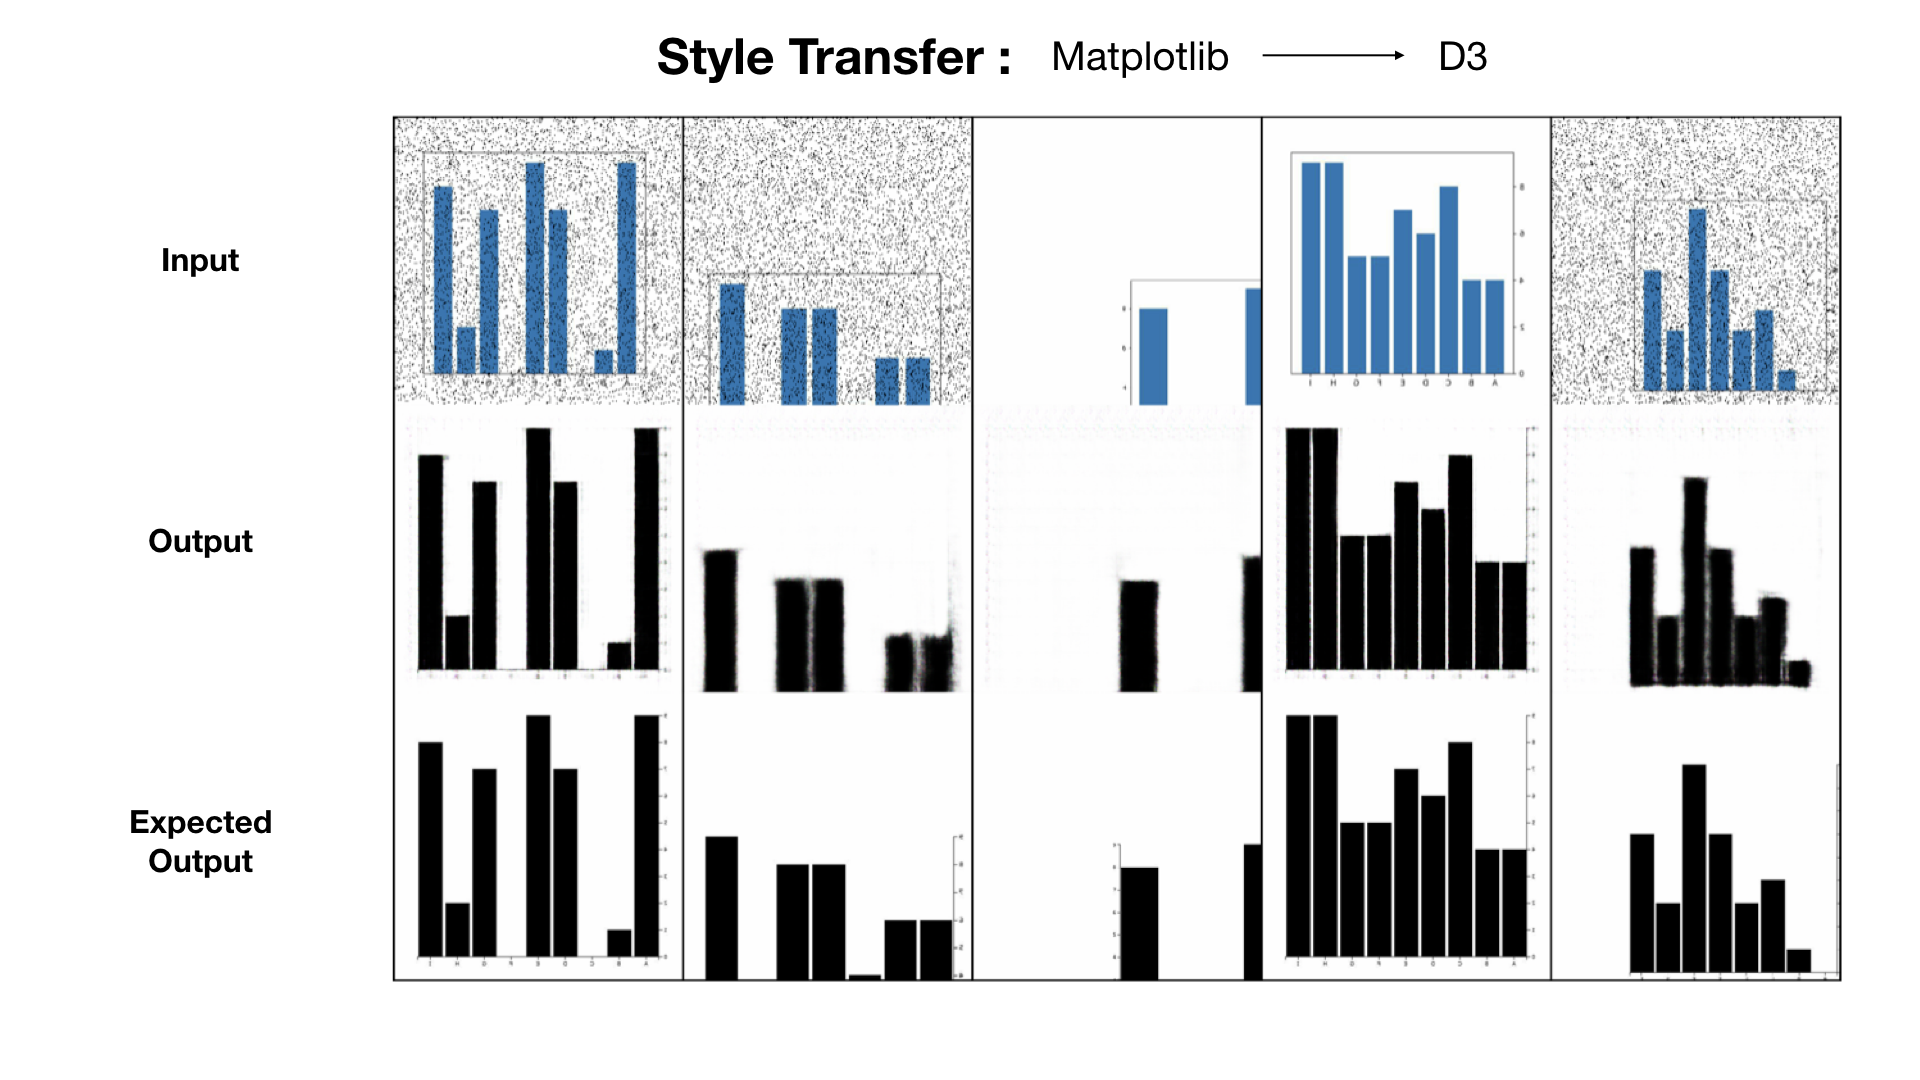 Style Transfer : Matplotlib D3
Input
Output
Expected
Output